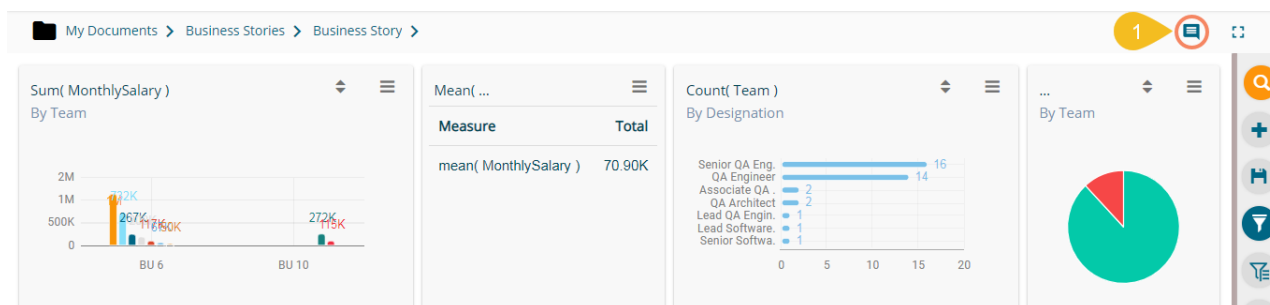 My Documents > Business Stories > Business Story >
1
Sum( MonthlySalary )
By Team
2M
1M
500K
0
722K
1M
267K
117K
272K
115K
BU 6
BU 10
Mean( ...
Measure Total
mean( MonthlySalary ) 70.90K
Count( Team )
By Designation
Senior QA Eng. 16
QA Engineer 14
Associate QA . 2
QA Architect 2
Lead QA Engin. 1
Lead Software. 1
Senior Softwa. 1
0 5 10 15 20
...
By Team